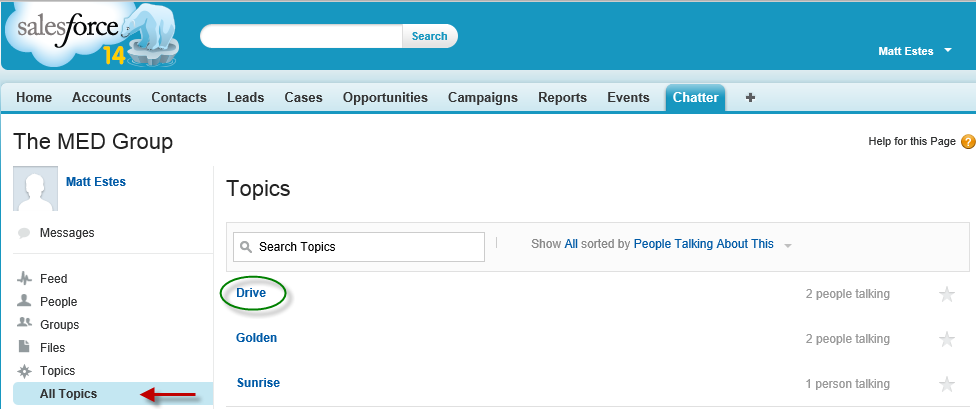 salesforce
14
Search
Matt Estes
Home Accounts Contacts Leads Cases Opportunities Campaigns Reports Events Chatter +
The MED Group
Help for this Page ?
Matt Estes
Messages
Feed
People
Groups
Files
Topics
All Topics
Topics
Search Topics
Show All sorted by People Talking About This
Drive 2 people talking
Golden 2 people talking
Sunrise 1 person talking